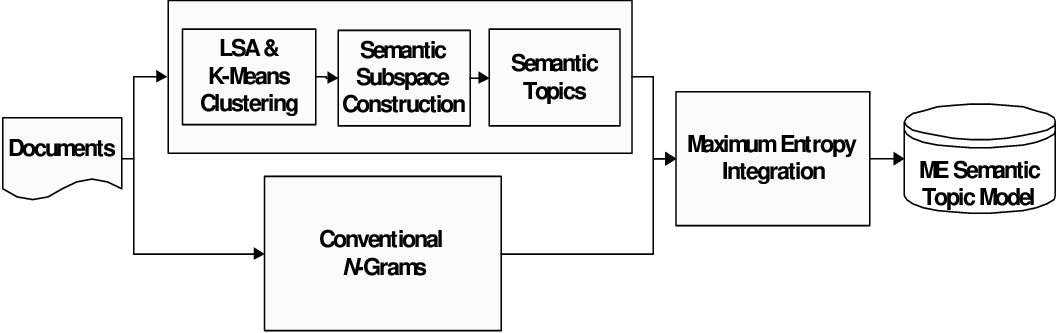 Documents
LSA &
K-Means
Clustering
Semantic
Subspace
Construction
Semantic
Topics
Conventional
N-Grams
Maximum Entropy
Integration
ME Semantic
Topic Model